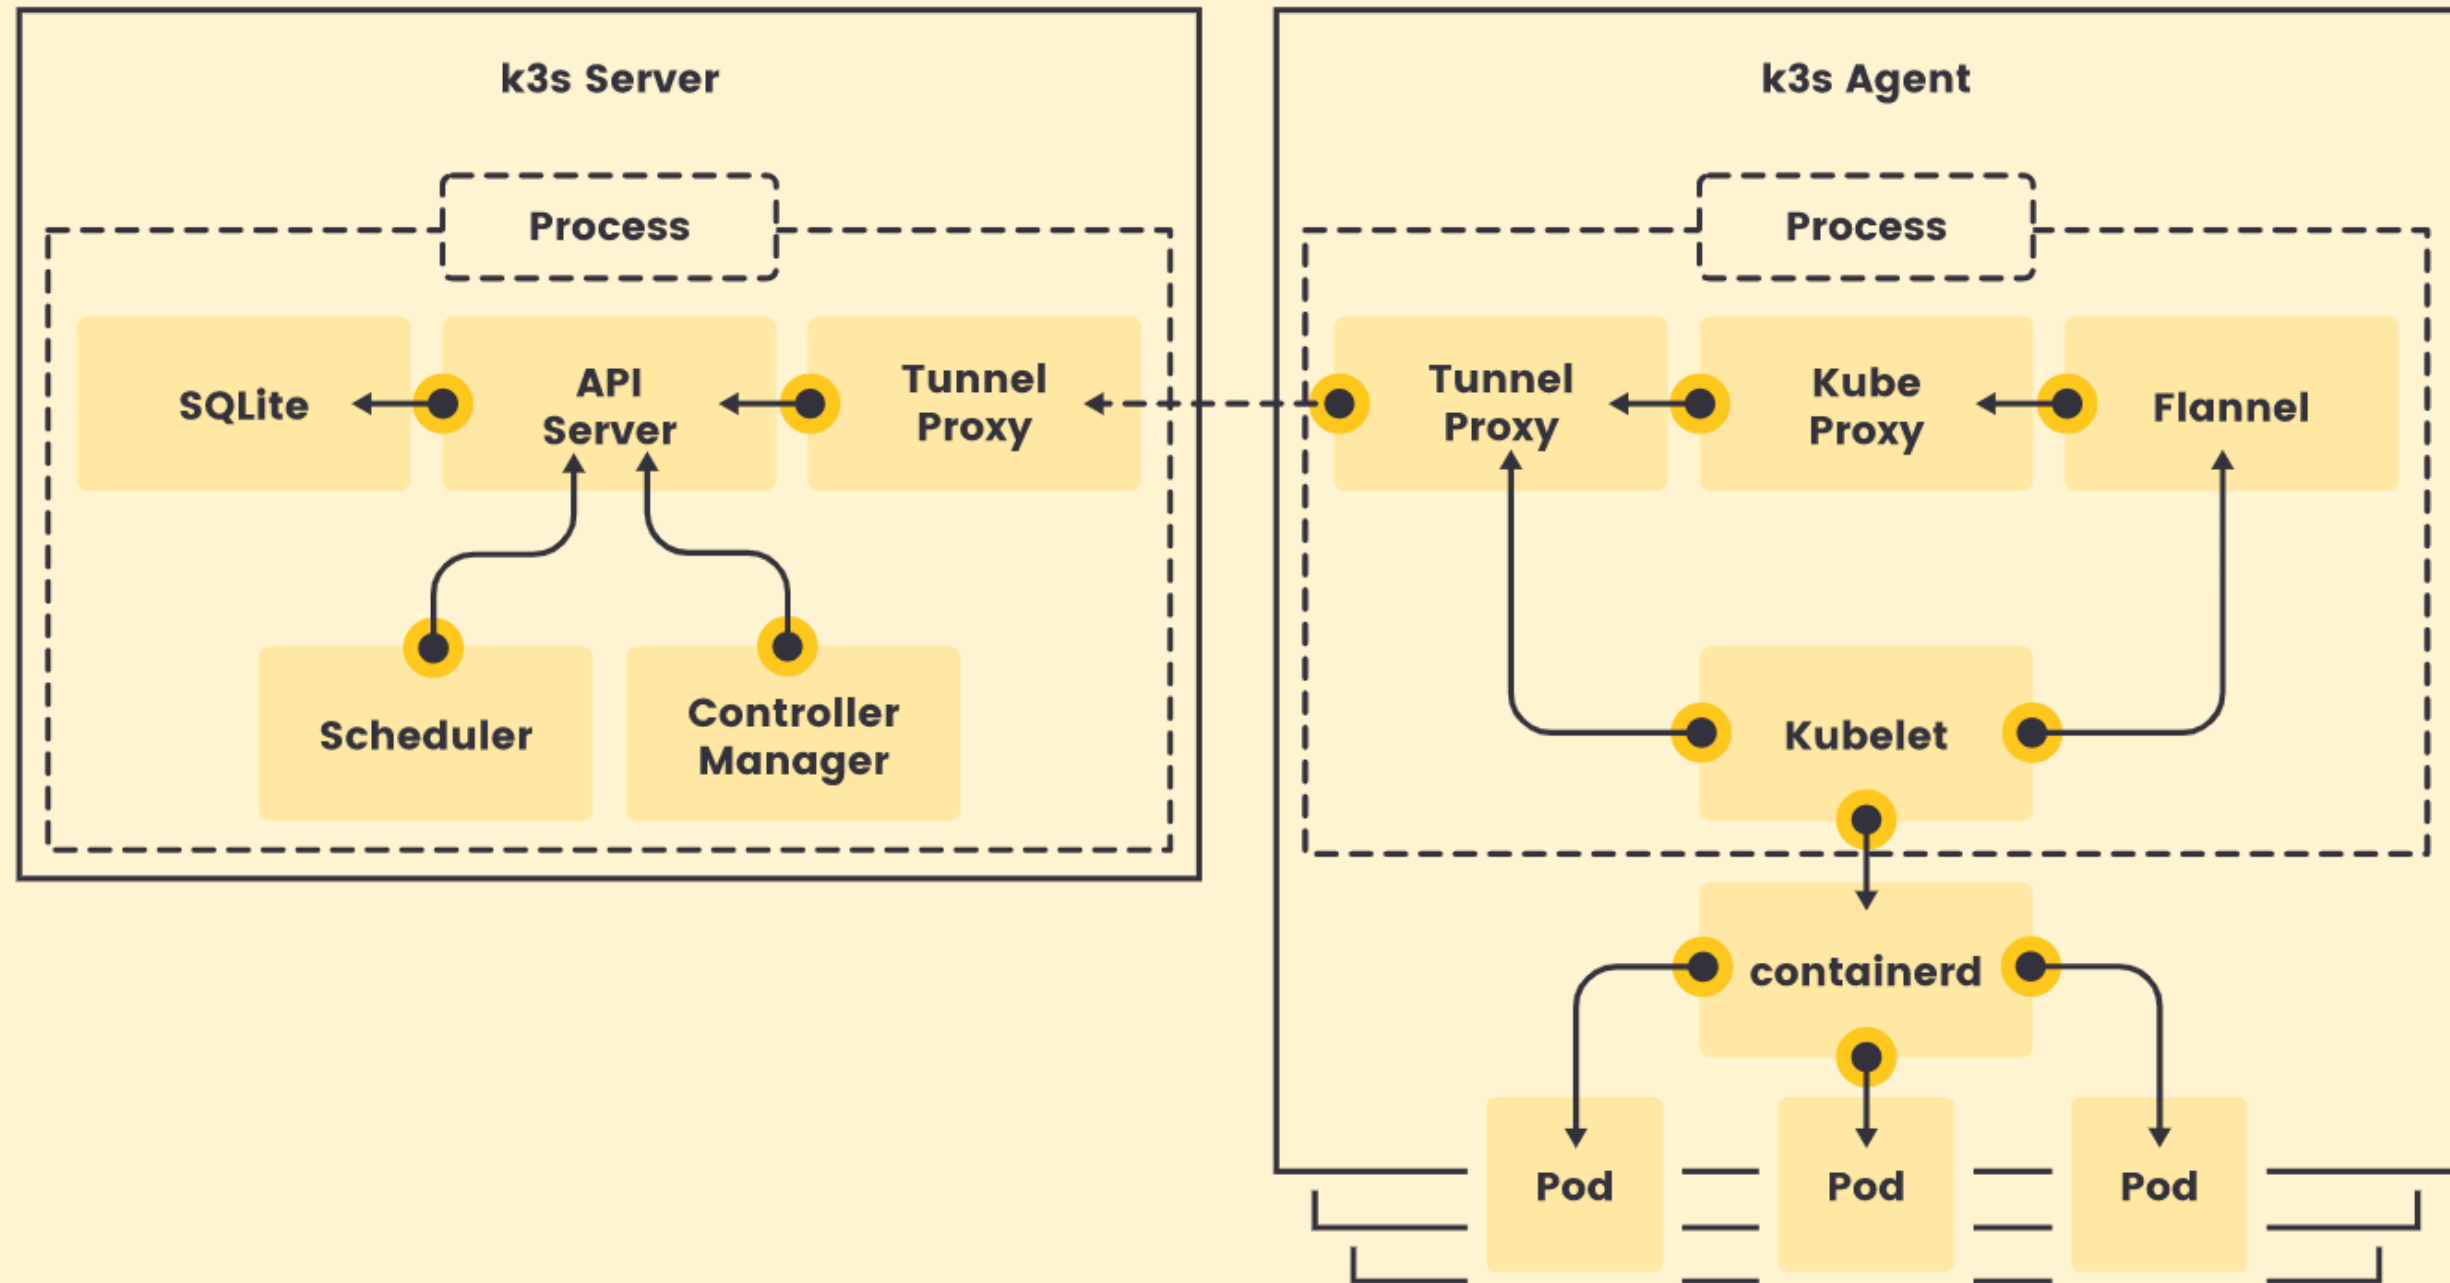 k3s Server
Process
SQLite
API
Server
Tunnel
Proxy
Scheduler
Controller
Manager
k3s Agent
Process
Tunnel
Proxy
Kube
Proxy
Flannel
Kubelet
containerd
Pod
Pod
Pod